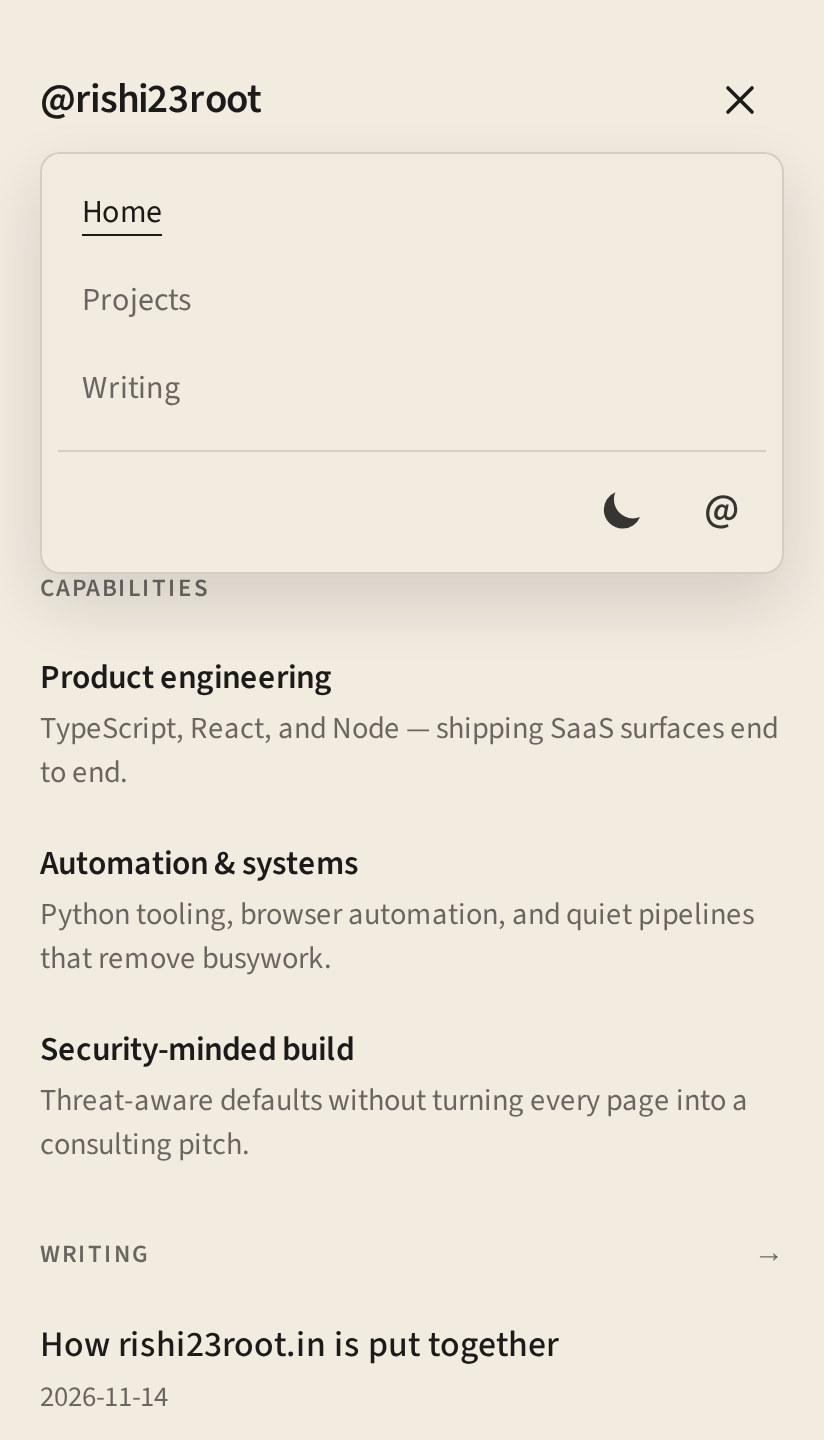 @rishi23root
Home
Projects
Writing
@
CAPABILITIES
Product engineering
TypeScript, React, and Node — shipping SaaS surfaces end
to end.
Automation & systems
Python tooling, browser automation, and quiet pipelines
that remove busywork.
Security-minded build
Threat-aware defaults without turning every page into a
consulting pitch.
WRITING →
How rishi23root.in is put together
2026-11-14